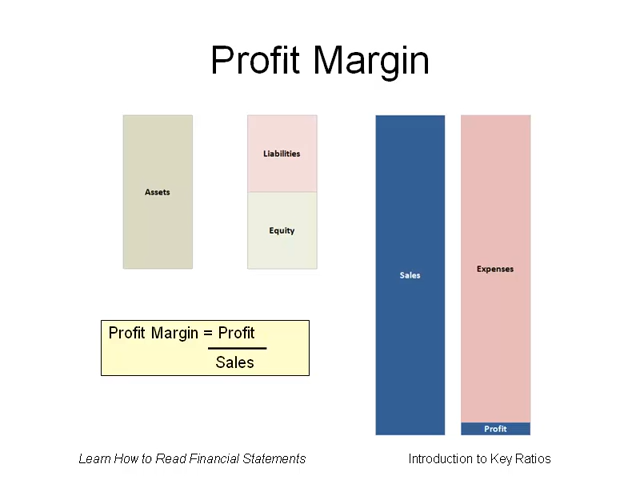 Profit Margin
Liabilities
Assets
Equity
Sales
Expenses
Profit Margin = Profit
Sales
Profit
Learn How to Read Financial Statements
Introduction to Key Ratios